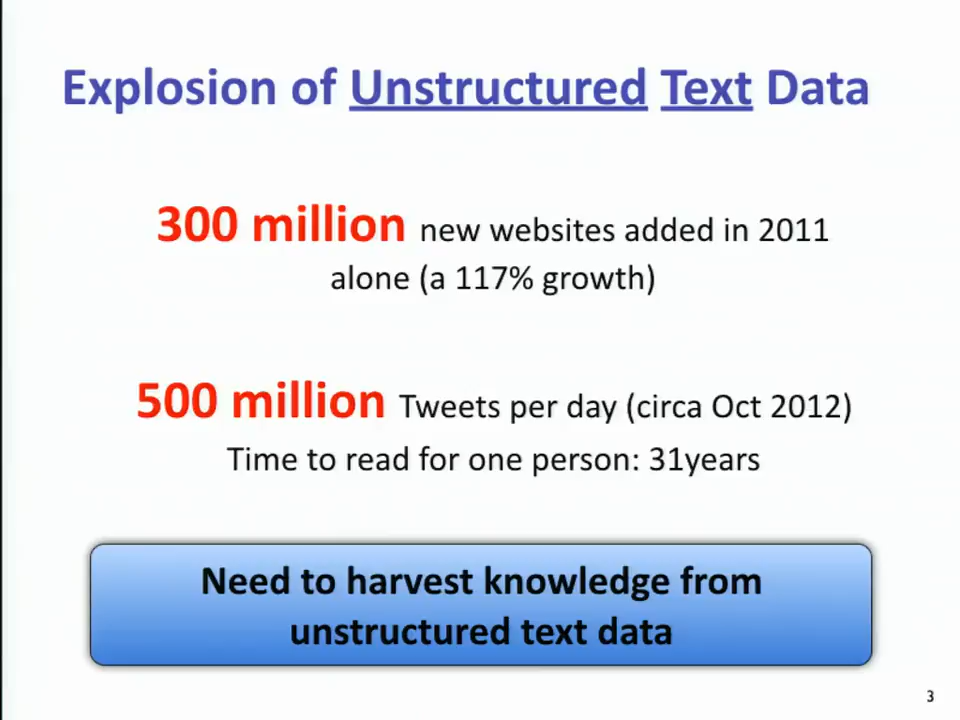 Explosion of Unstructured Text Data
300 million new websites added in 2011
alone (a 117% growth)
500 million Tweets per day (circa Oct 2012)
Time to read for one person: 31years
Need to harvest knowledge from
unstructured text data
3